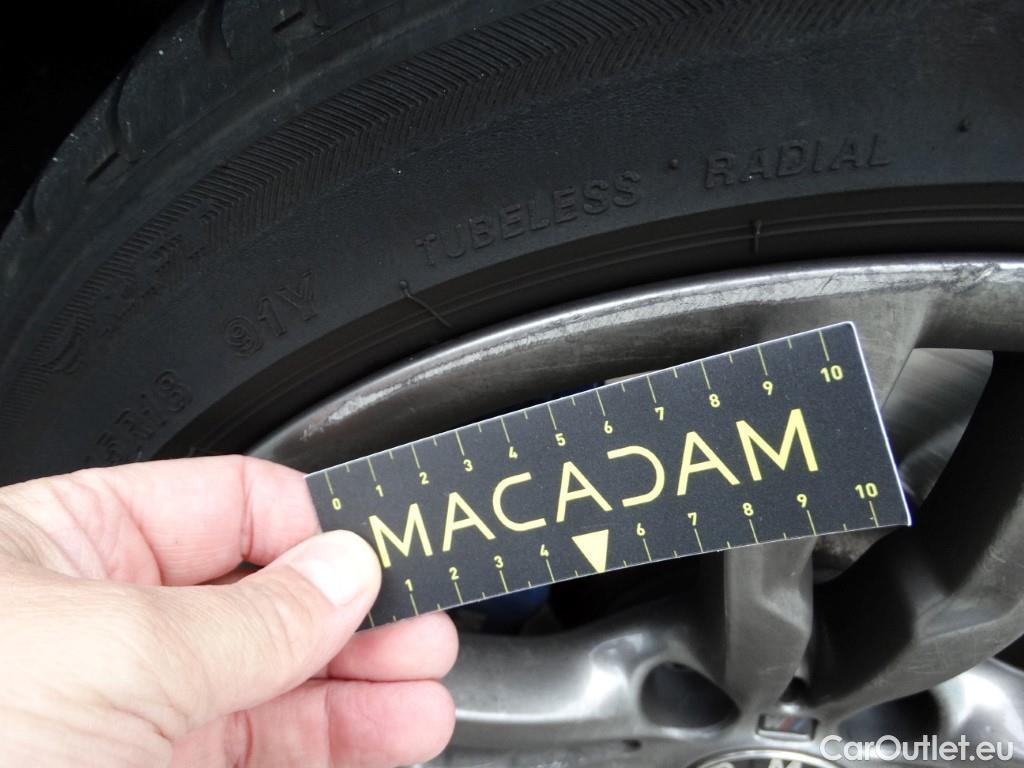 TUBELESS RADIAL
91Y
5R18
0 1 2 3 4 5 6 7 8 9 10
MACADAM
1 2 3 4 6 7 8 9 10
M
CarOutlet.eu